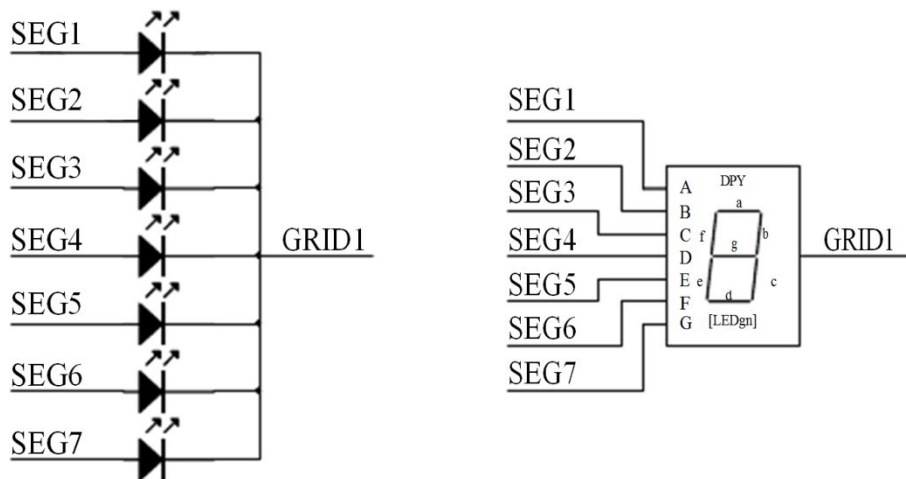 SEG1
SEG2
SEG3
SEG4
GRID1
SEG5
SEG6
SEG7
SEG1
SEG2
SEG3
SEG4
SEG5
SEG6
SEG7
DPY
A
B
C
D
E
F
G
a
f
b
g
e
c
d
[LEDgn]
GRID1